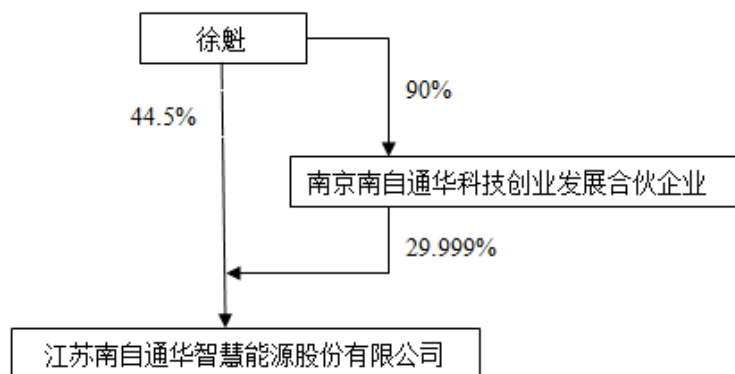 徐魁
90%
44.5%
南京南自通华科技创业发展合伙企业
29.999%
江苏南自通华智慧能源股份有限公司